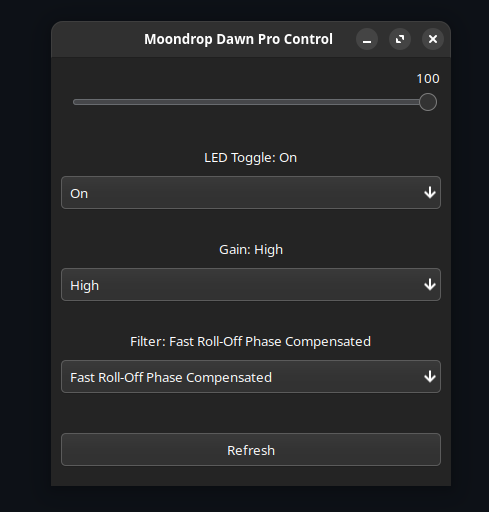 Moondrop Dawn Pro Control
100
LED Toggle: On
On
Gain: High
High
Filter: Fast Roll-Off Phase Compensated
Fast Roll-Off Phase Compensated
Refresh